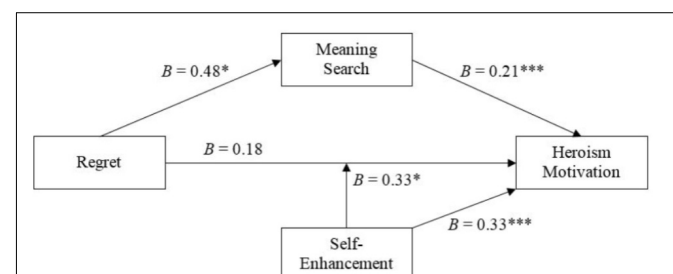 Meaning
Search
B = 0.48*
B = 0.21***
Regret
B = 0.18
Heroism
Motivation
B = 0.33*
B = 0.33***
Self-
Enhancement